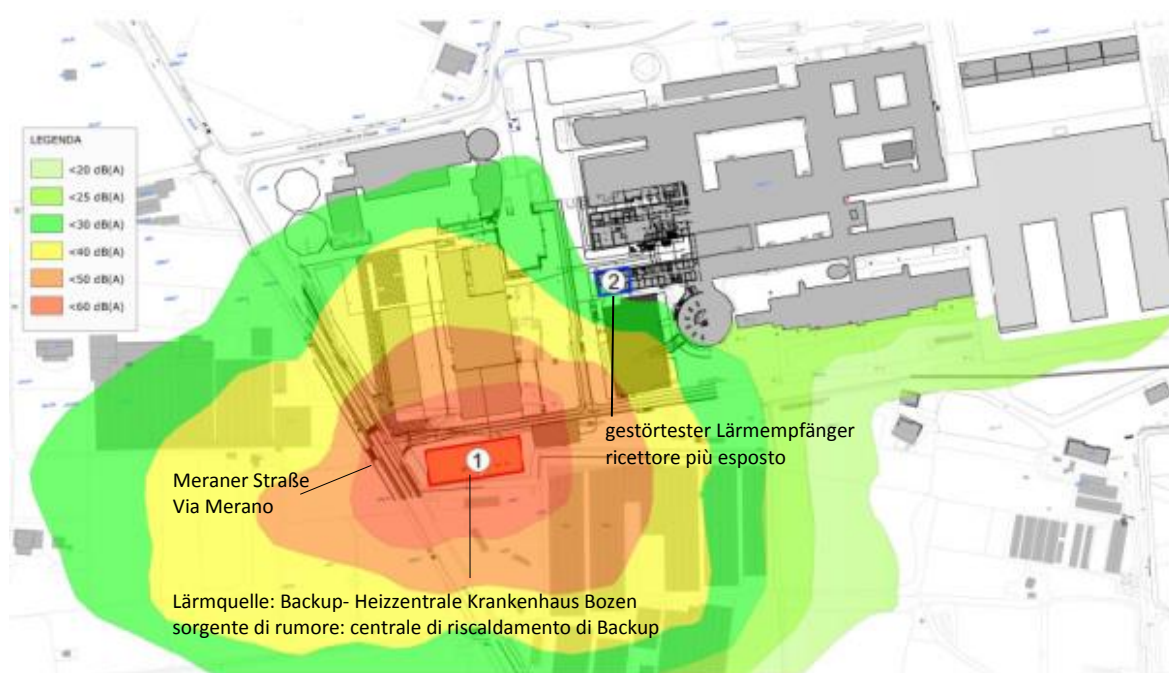 LEGENDA
<20 dB(A)
<25 dB(A)
<30 dB(A)
<40 dB(A)
<50 dB(A)
<60 dB(A)
2
gestörtester Lärmempfänger
ricettore più esposto
1
Meraner Straße
Via Merano
Lärmquelle: Backup- Heizzentrale Krankenhaus Bozen
sorgente di rumore: centrale di riscaldamento di Backup